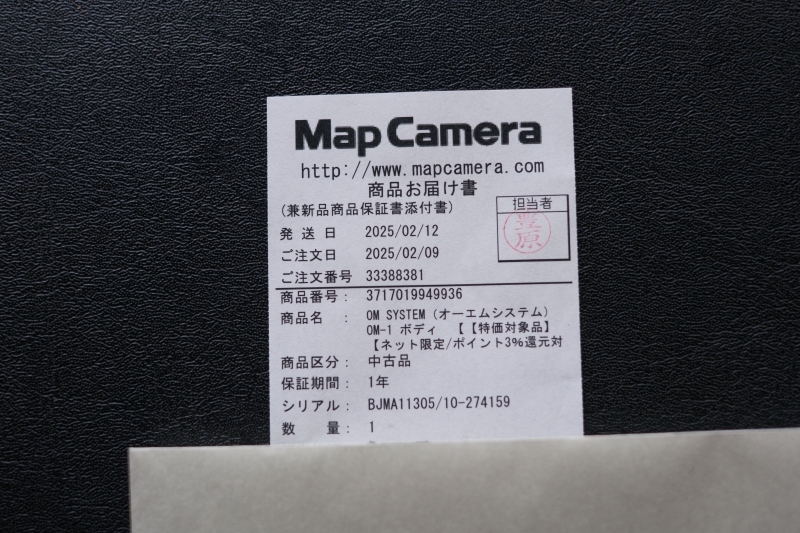 Map Camera
http://www.mapcamera.com
商品お届け書
(兼新品商品保証書添付書)
担当者
豊原
発送日 2025/02/12
ご注文日 2025/02/09
ご注文番号 33388381
商品番号： 3717019949936
商品名 ： OM SYSTEM (オーエムシステム)
OM-1 ボディ 【【特価対象品】
【ネット限定/ポイント3%還元対
商品区分： 中古品
保証期間： 1年
シリアル： BJMA11305/10-274159
数 量： 1